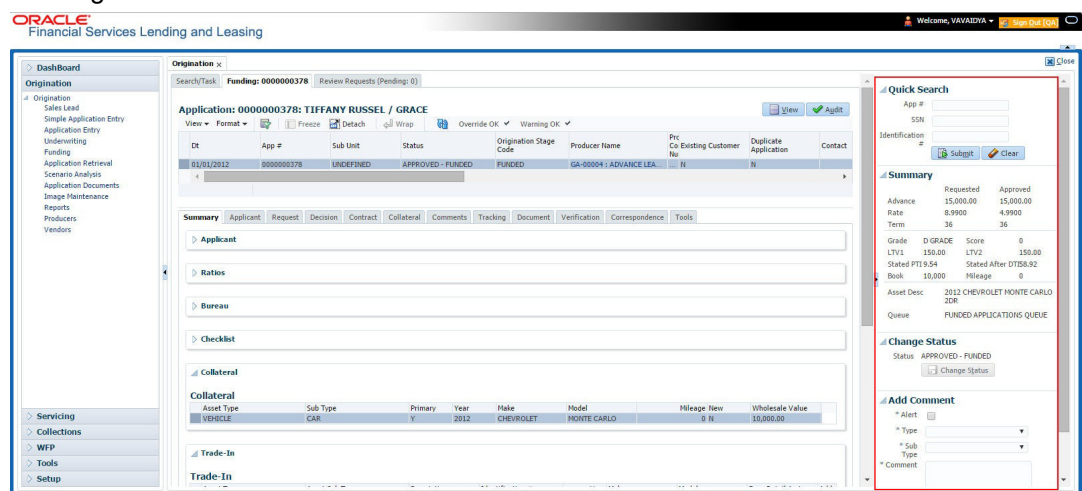 ORACLE
Financial Services Lending and Leasing
Welcome, VAVAIDYA
Sign Out [QA]
Close
DashBoard
Origination
Origination
Sales Lead
Simple Application Entry
Application Entry
Underwriting
Funding
Application Retrieval
Scenario Analysis
Application Documents
Image Maintenance
Reports
Producers
Vendors
Servicing
Collections
WFP
Tools
Setup
Origination x
Search/Task Funding: 0000000378 Review Requests (Pending: 0)
Application: 0000000378: TIFFANY RUSSEL / GRACE
View Audit
View Format Freeze Detach Wrap Override OK Warning OK
Dt App # Sub Unit Status Origination Stage Code Producer Name Prc Co Nu Existing Customer Duplicate Application Contact
01/01/2012 0000000378 UNDEFINED APPROVED - FUNDED FUNDED GA-00004 : ADVANCE LEA... ... N N
Summary Applicant Request Decision Contract Collateral Comments Tracking Document Verification Correspondence Tools
Applicant
Ratios
Bureau
Checklist
Collateral
Collateral
Asset Type Sub Type Primary Year Make Model Mileage New Wholesale Value
VEHICLE CAR Y 2012 CHEVROLET MONTE CARLO 0 N 10,000.00
Trade-In
Trade-In
Quick Search
App #
SSN
Identification #
Submit Clear
Summary
Requested Approved
Advance 15,000.00 15,000.00
Rate 8.9900 4.9900
Term 36 36
Grade D GRADE Score 0
LTV1 150.00 LTV2 150.00
Stated PTI 9.54 Stated After DTI 58.92
Book 10,000 Mileage 0
Asset Desc 2012 CHEVROLET MONTE CARLO
2DR
Queue FUNDED APPLICATIONS QUEUE
Change Status
Status APPROVED - FUNDED
Change Status
Add Comment
* Alert
* Type
* Sub Type
* Comment